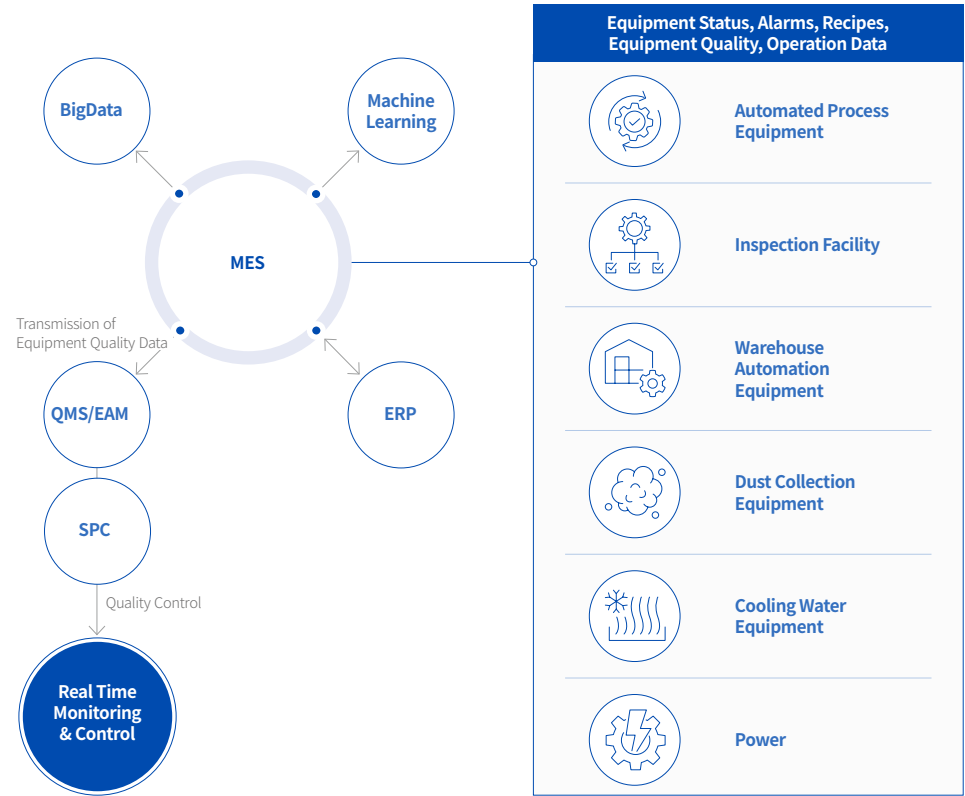 BigData
Machine
Learning
MES
Transmission of
Equipment Quality Data
QMS/EAM
ERP
SPC
Quality Control
Real Time
Monitoring
& Control
Equipment Status, Alarms, Recipes,
Equipment Quality, Operation Data
Automated Process
Equipment
Inspection Facility
Warehouse
Automation
Equipment
Dust Collection
Equipment
Cooling Water
Equipment
Power